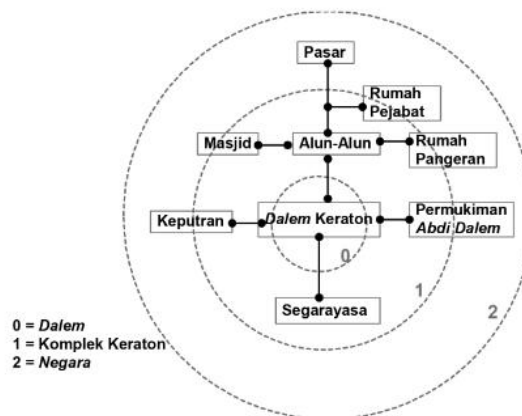 Pasar
Rumah
Pejabat
Masjid
Alun-Alun
Rumah
Pangeran
Keputran
Dalem Keraton
Permukiman
Abdi Dalem
0
1
2
Segarayasa
0 = Dalem
1 = Komplek Keraton
2 = Negara